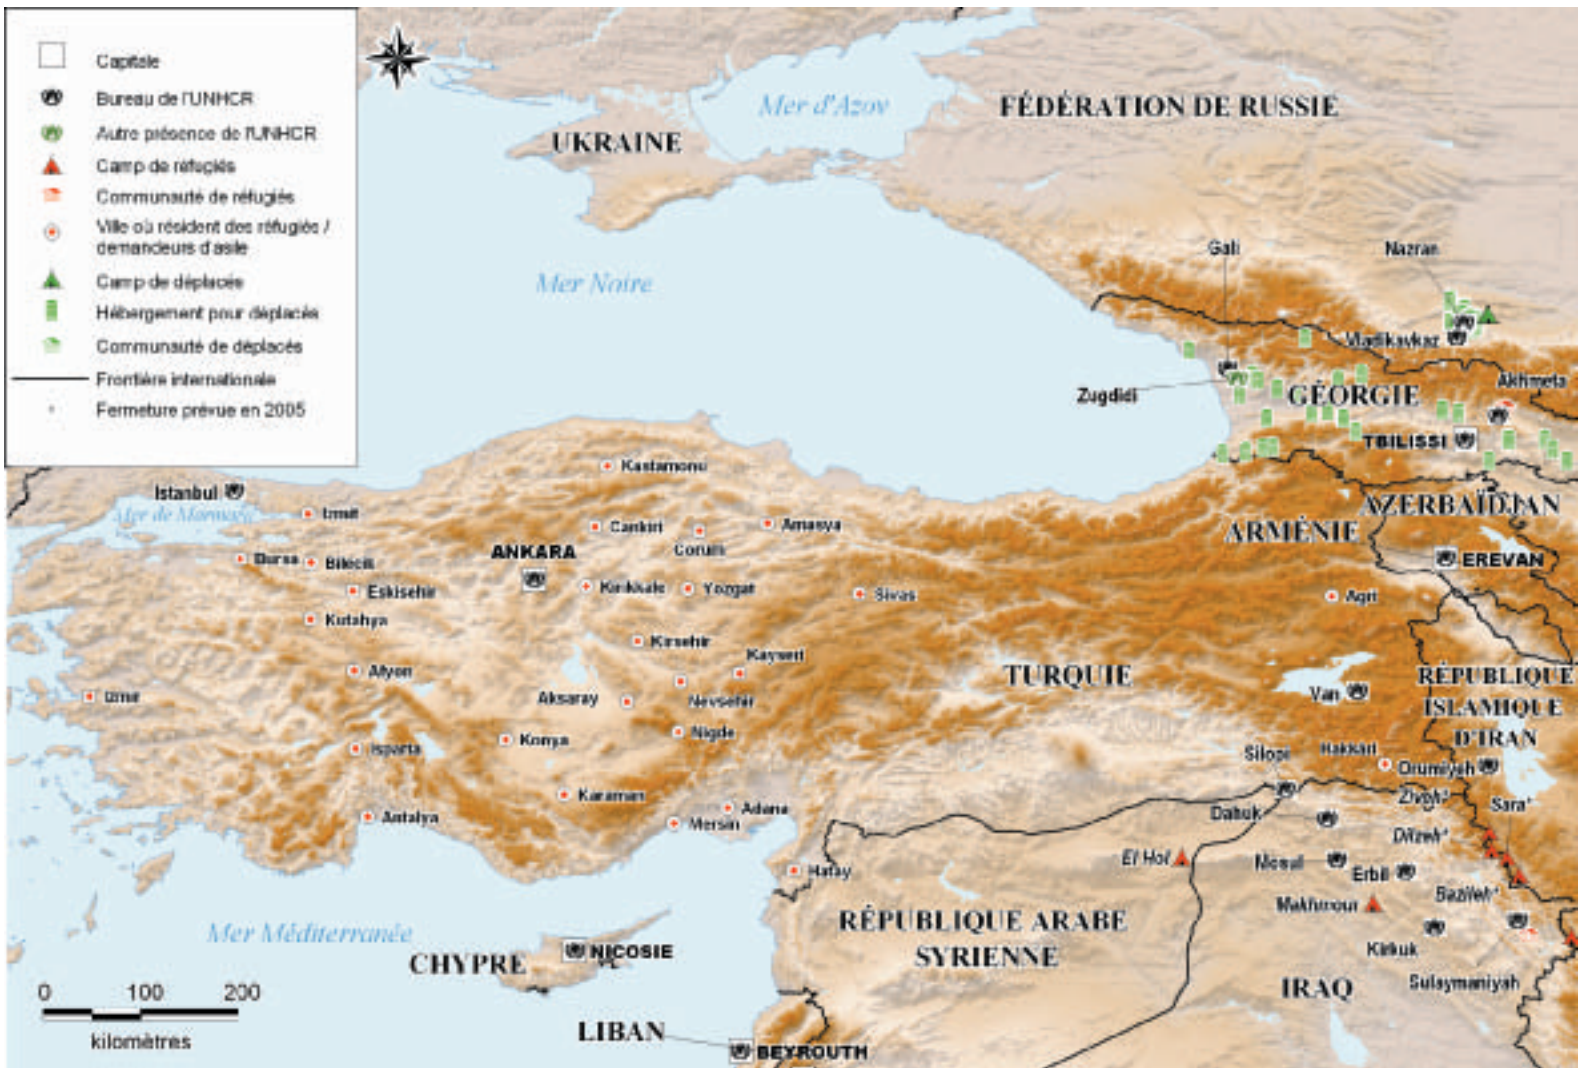 Capitale
Bureau de l'UNHCR
Autre présence de l'UNHCR
Camp de réfugiés
Communauté de réfugiés
Ville où résident des réfugiés /
demandeurs d'asile
Camp de déplacés
Hébergement pour déplacés
Communauté de déplacés
Frontière internationale
Fermeture prévue en 2005
Mer d'Azov
FÉDÉRATION DE RUSSIE
UKRAINE
Mer Noire
Gali
Nazran
Vladikavkaz
Zugdidi
GÉORGIE
Akhmeta
TBILISSI
Kastamonu
Istanbul
Mer de Marmara
Izmit
Cankiri
Corum
Amasya
AZERBAÏDJAN
ARMÉNIE
EREVAN
Bursa
Bilecik
ANKARA
Eskisehir
Kirikkale
Yozgat
Sivas
Agri
Kutahya
Kirsehir
Kayseri
Afyon
TURQUIE
RÉPUBLIQUE
ISLAMIQUE
D'IRAN
Izmir
Aksaray
Nevsehir
Van
Konya
Nigde
Isparta
Silopi
Hakkari
Orumiyeh
Ziveh*
Sara*
Karaman
Adana
Antalya
Mersin
Dahuk
Dilzeh*
El Hol
Mosul
Erbil
Hatay
Bazileh*
Makhmour
RÉPUBLIQUE ARABE
SYRIENNE
Mer Méditerranée
NICOSIE
CHYPRE
Kirkuk
Sulaymaniyah
IRAQ
0 100 200
kilomètres
LIBAN
BEYROUTH